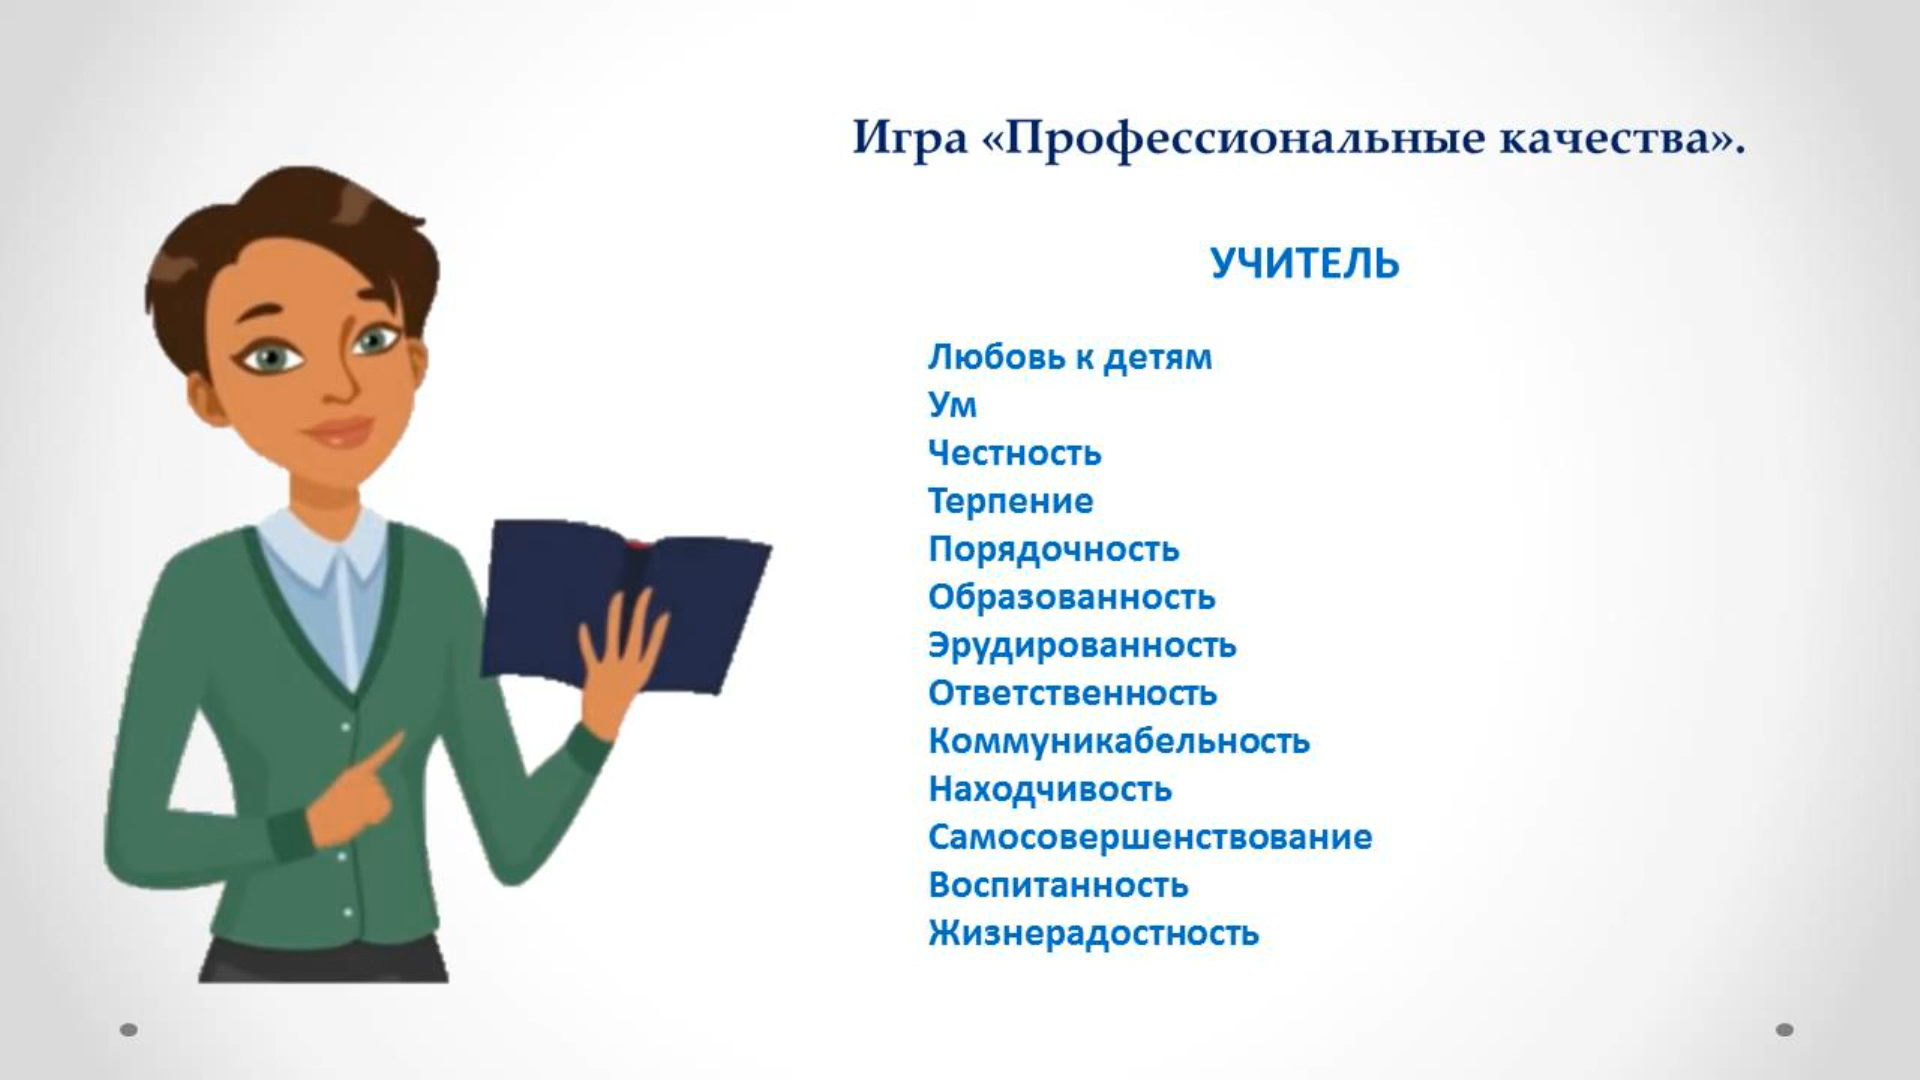 Игра «Профессиональные качества».
УЧИТЕЛЬ
Любовь к детям
Ум
Честность
Терпение
Порядочность
Образованность
Эрудированность
Ответственность
Коммуникабельность
Находчивость
Самосовершенствование
Воспитанность
Жизнерадостность